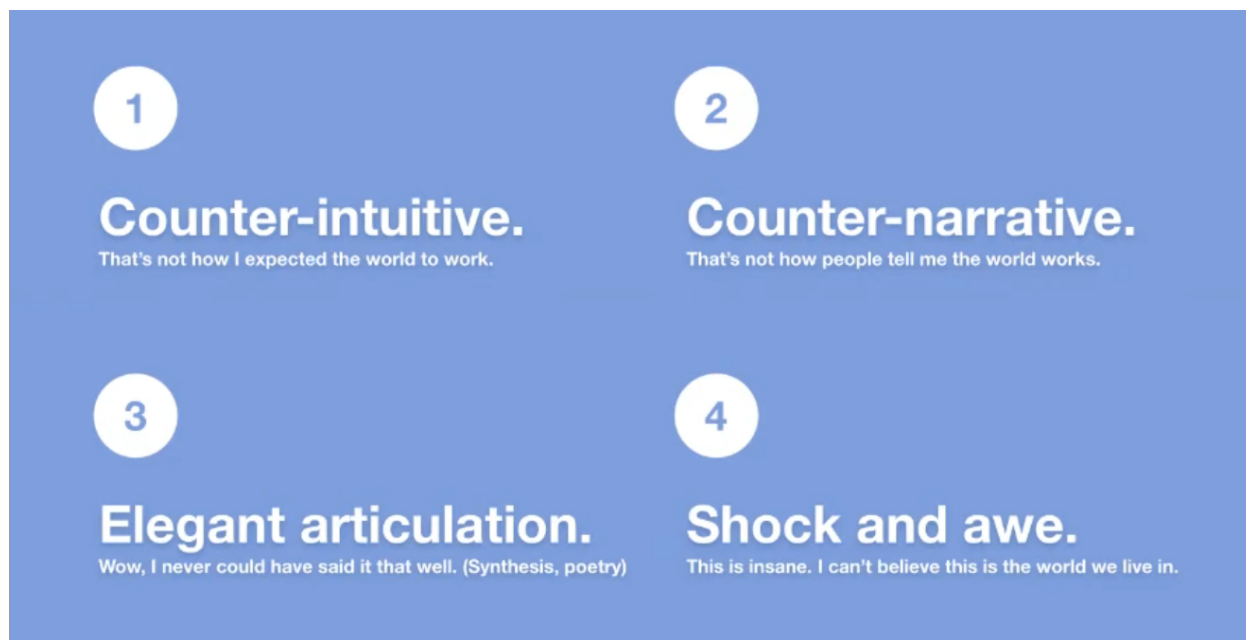 1
Counter-intuitive.
That's not how I expected the world to work.
2
Counter-narrative.
That's not how people tell me the world works.
3
Elegant articulation.
Wow, I never could have said it that well. (Synthesis, poetry)
4
Shock and awe.
This is insane. I can't believe this is the world we live in.